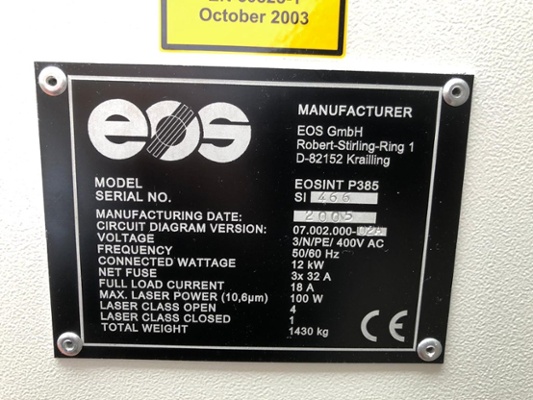 October 2003
eos
MANUFACTURER
EOS GmbH
Robert-Stirling-Ring 1
D-82152 Krailling
MODEL EOSINT P385
SERIAL NO. SI 466
MANUFACTURING DATE: 2005
CIRCUIT DIAGRAM VERSION: 07.002.000-
VOLTAGE 3/N/PE/ 400V AC
FREQUENCY 50/60 Hz
CONNECTED WATTAGE 12 kW
NET FUSE 3x 32 A
FULL LOAD CURRENT 18 A
MAX. LASER POWER (10,6µm) 100 W
LASER CLASS OPEN 4
LASER CLASS CLOSED 1
TOTAL WEIGHT 1430 kg
CE